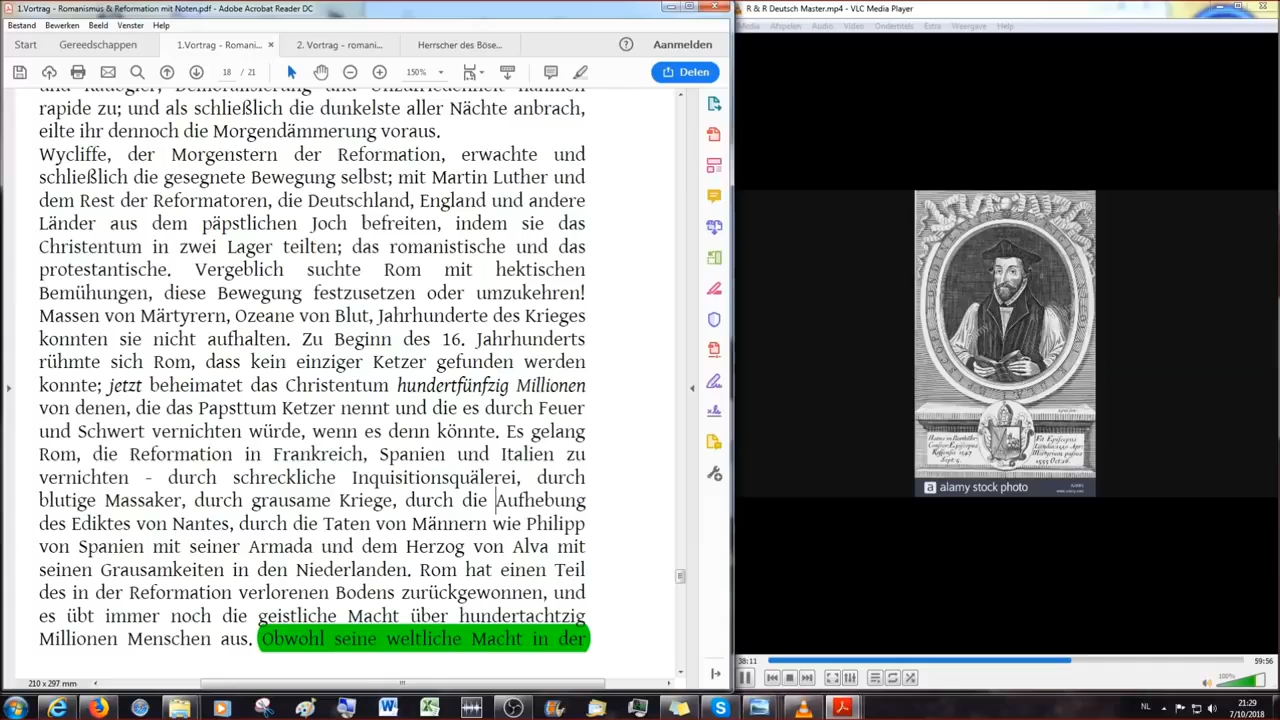 1.Vortrag - Romanismus & Reformation mit Noten.pdf - Adobe Acrobat Reader DC
Bestand Bewerken Beeld Venster Help
Start Gereedschappen 1.Vortrag - Romani... × 2. Vortrag - romani... Herrscher des Böse... Aanmelden
18 / 21 150% Delen
rapide zu; und als schließlich die dunkelste aller Nächte anbrach,
eilte ihr dennoch die Morgendämmerung voraus.
Wycliffe, der Morgenstern der Reformation, erwachte und
schließlich die gesegnete Bewegung selbst; mit Martin Luther und
dem Rest der Reformatoren, die Deutschland, England und andere
Länder aus dem päpstlichen Joch befreiten, indem sie das
Christentum in zwei Lager teilten; das romanistische und das
protestantische. Vergeblich suchte Rom mit hektischen
Bemühungen, diese Bewegung festzusetzen oder umzukehren!
Massen von Märtyrern, Ozeane von Blut, Jahrhunderte des Krieges
konnten sie nicht aufhalten. Zu Beginn des 16. Jahrhunderts
rühmte sich Rom, dass kein einziger Ketzer gefunden werden
konnte; jetzt beheimatet das Christentum hundertfünfzig Millionen
von denen, die das Papsttum Ketzer nennt und die es durch Feuer
und Schwert vernichten würde, wenn es denn könnte. Es gelang
Rom, die Reformation in Frankreich, Spanien und Italien zu
vernichten - durch schreckliche Inquisitionsquälerei, durch
blutige Massaker, durch grausame Kriege, durch die Aufhebung
des Ediktes von Nantes, durch die Taten von Männern wie Philipp
von Spanien mit seiner Armada und dem Herzog von Alva mit
seinen Grausamkeiten in den Niederlanden. Rom hat einen Teil
des in der Reformation verlorenen Bodens zurückgewonnen, und
es übt immer noch die geistliche Macht über hundertachtzig
Millionen Menschen aus. Obwohl seine weltliche Macht in der
210 x 297 mm
R & R Deutsch Master.mp4 - VLC Media Player
Media Afspelen Audio Video Ondertitels Extra Weergave Help
a alamy stock photo
38:11 59:56
100%
NL 21:29
7/10/2018